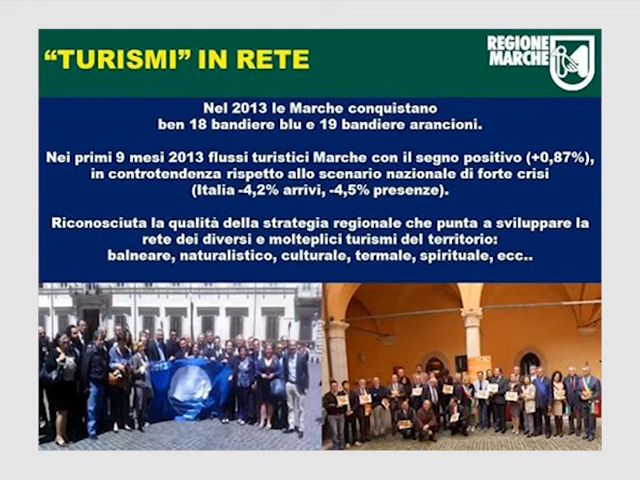 “TURISMI” IN RETE
REGIONE
MARCHE
Nel 2013 le Marche conquistano
ben 18 bandiere blu e 19 bandiere arancioni.
Nei primi 9 mesi 2013 flussi turistici Marche con il segno positivo (+0,87%),
in controtendenza rispetto allo scenario nazionale di forte crisi
(Italia -4,2% arrivi, -4,5% presenze).
Riconosciuta la qualità della strategia regionale che punta a sviluppare la
rete dei diversi e molteplici turismi del territorio:
balneare, naturalistico, culturale, termale, spirituale, ecc..
2013